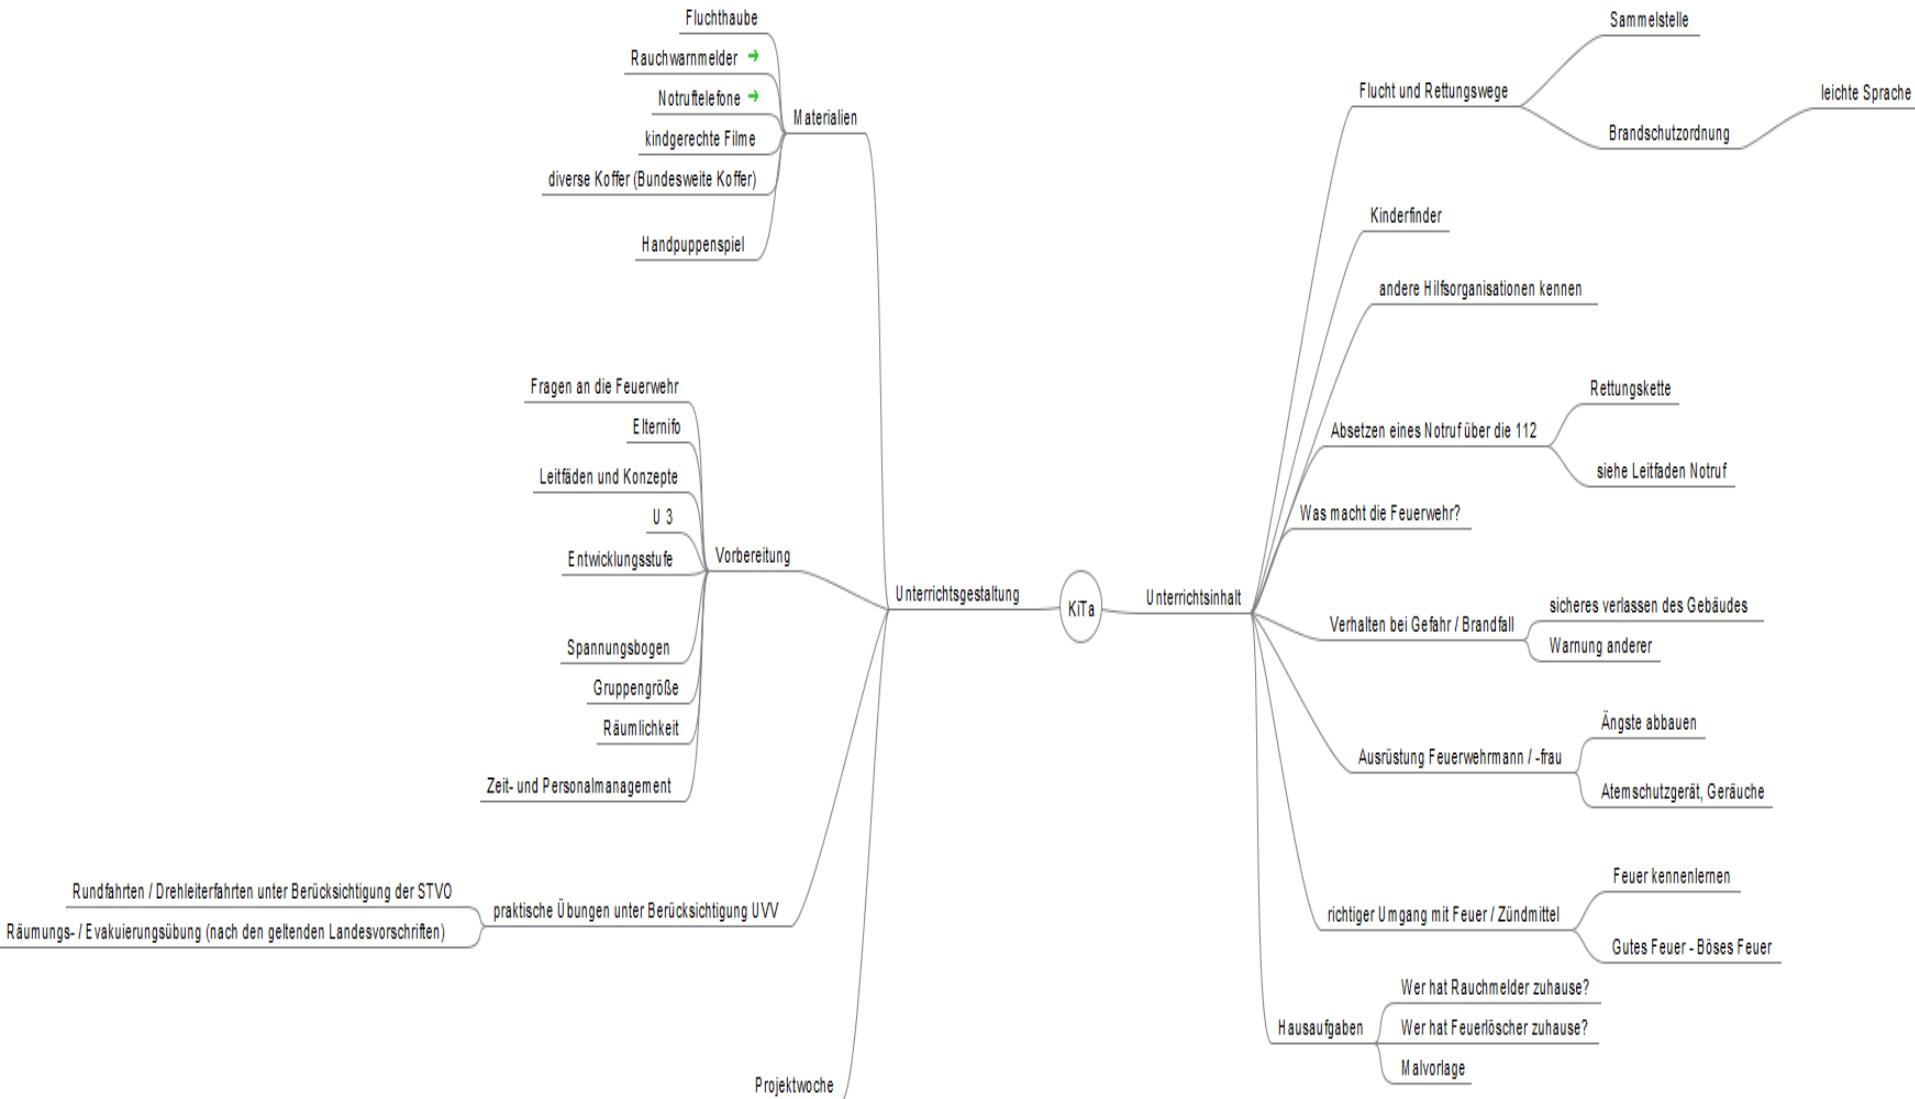 Fluchthaube
Rauchwarnmelder
Notruftelefone
kindgerechte Filme
diverse Koffer (Bundesweite Koffer)
Handpuppenspiel
Materialien
Fragen an die Feuerwehr
Elternifo
Leitfäden und Konzepte
U 3
Entwicklungsstufe
Spannungsbogen
Gruppengröße
Räumlichkeit
Zeit- und Personalmanagement
Vorbereitung
Rundfahrten / Drehleiterfahrten unter Berücksichtigung der STVO
Räumungs- / Evakuierungsübung (nach den geltenden Landesvorschriften)
praktische Übungen unter Berücksichtigung UVV
Projektwoche
Unterrichtsgestaltung
KiTa
Unterrichtsinhalt
Flucht und Rettungswege
Sammelstelle
Brandschutzordnung
leichte Sprache
Kinderfinder
andere Hilfsorganisationen kennen
Absetzen eines Notruf über die 112
Rettungskette
siehe Leitfaden Notruf
Was macht die Feuerwehr?
Verhalten bei Gefahr / Brandfall
sicheres verlassen des Gebäudes
Warnung anderer
Ausrüstung Feuerwehrmann / -frau
Ängste abbauen
Atemschutzgerät, Geräuche
richtiger Umgang mit Feuer / Zündmittel
Feuer kennenlernen
Gutes Feuer - Böses Feuer
Hausaufgaben
Wer hat Rauchmelder zuhause?
Wer hat Feuerlöscher zuhause?
Malvorlage